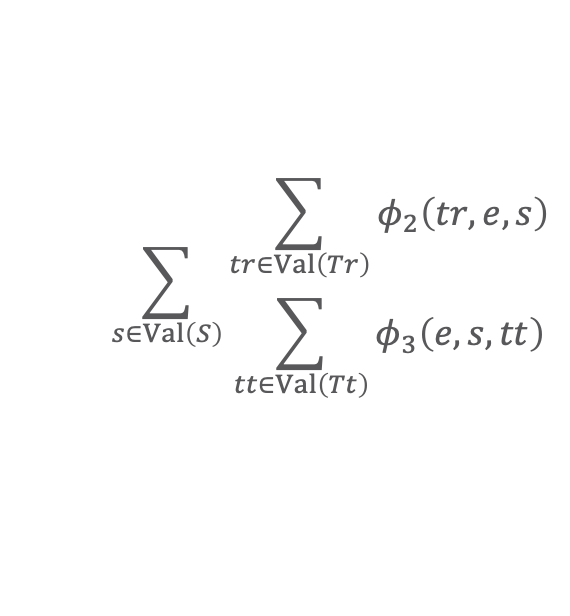 ∑ tr∈Val(Tr) ϕ₂(tr, e, s)
∑ s∈Val(S)
∑ tt∈Val(Tt) ϕ₃(e, s, tt)